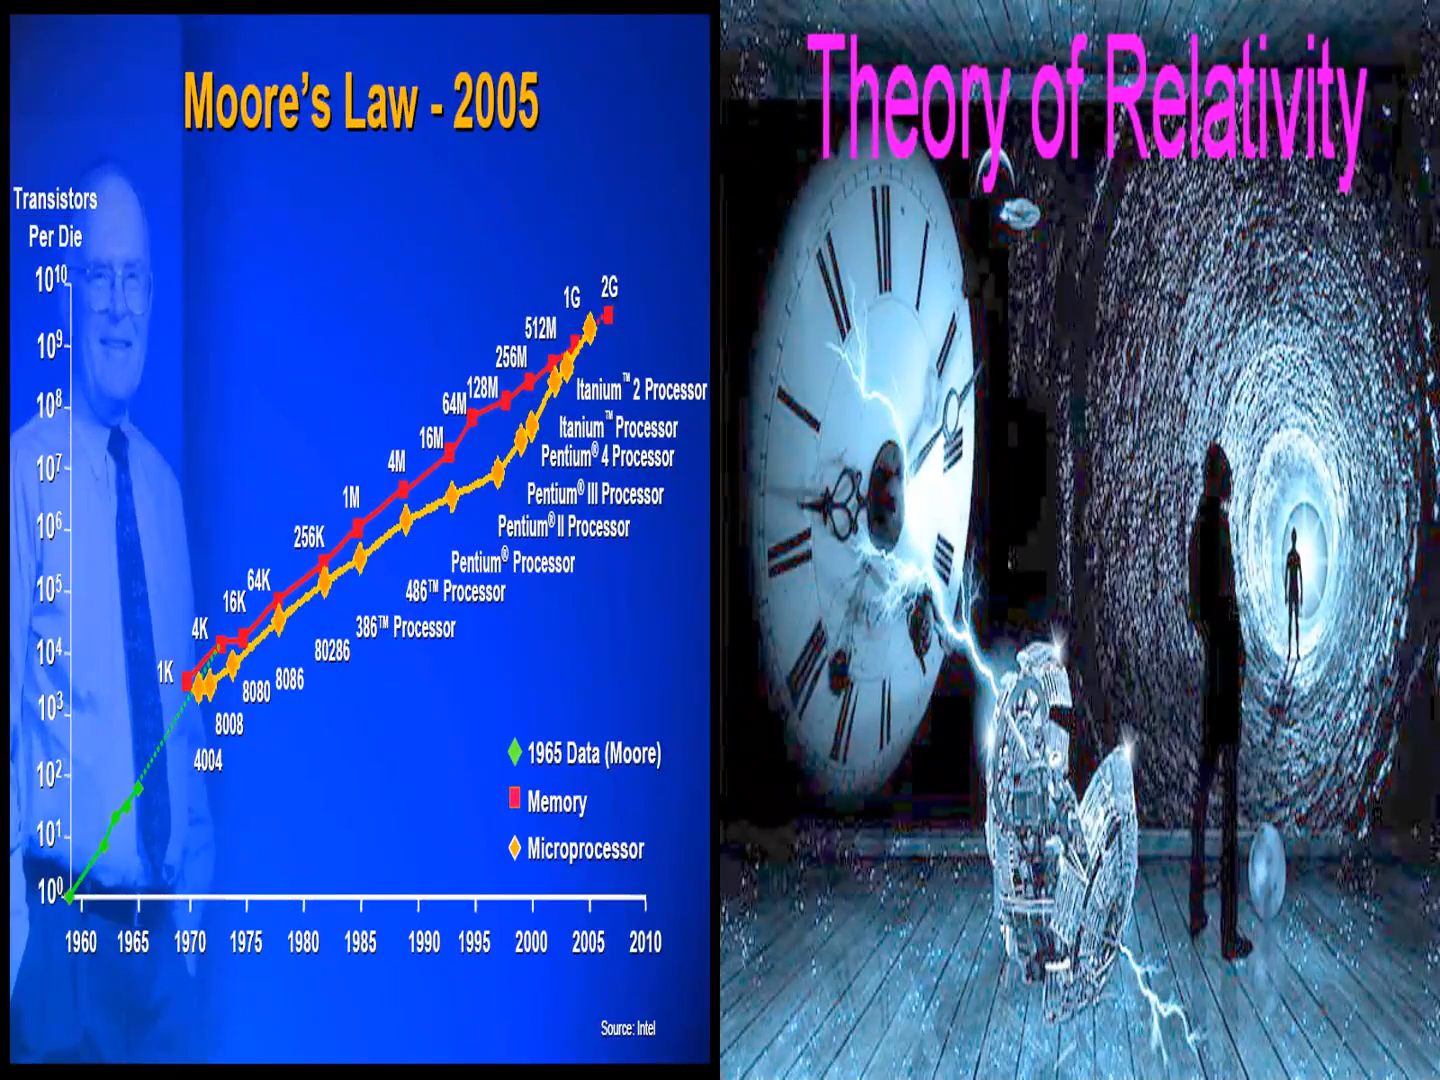 Moore’s Law - 2005
Transistors
Per Die
10¹⁰
10⁹
10⁸
10⁷
10⁶
10⁵
10⁴
10³
10²
10¹
10⁰
1960 1965 1970 1975 1980 1985 1990 1995 2000 2005 2010
1K
4K
16K
64K
256K
1M
4M
16M
64M
128M
256M
512M
1G
2G
4004
8008
8080
8086
80286
386™ Processor
486™ Processor
Pentium® Processor
Pentium® II Processor
Pentium® III Processor
Pentium® 4 Processor
Itanium™ Processor
Itanium™ 2 Processor
1965 Data (Moore)
Memory
Microprocessor
Source: Intel
Theory of Relativity